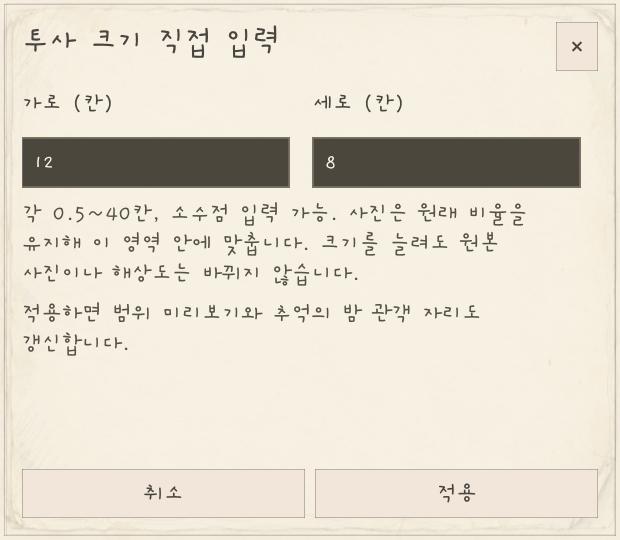 투사 크기 직접 입력
×
가로 (칸)
세로 (칸)
12
8
각 0.5~40칸, 소수점 입력 가능. 사진은 원래 비율을
유지해 이 영역 안에 맞춥니다. 크기를 늘려도 원본
사진이나 해상도는 바뀌지 않습니다.
적용하면 범위 미리보기와 추억의 밤 관객 자리도
갱신합니다.
취소
적용